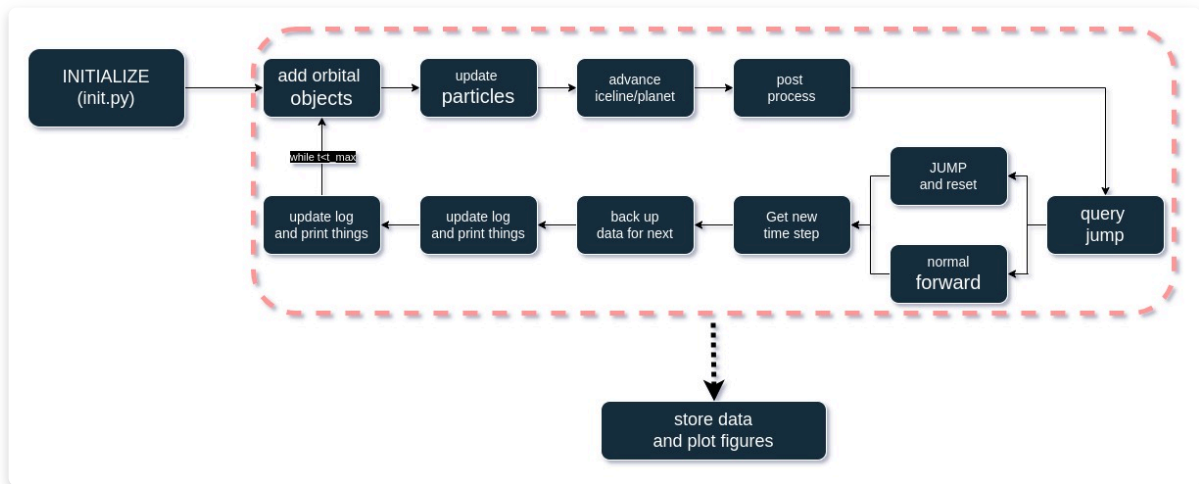 INITIALIZE
(init.py)
add orbital
objects
update
particles
advance
iceline/planet
post
process
while t<t_max
JUMP
and reset
query
jump
normal
forward
Get new
time step
back up
data for next
update log
and print things
update log
and print things
store data
and plot figures